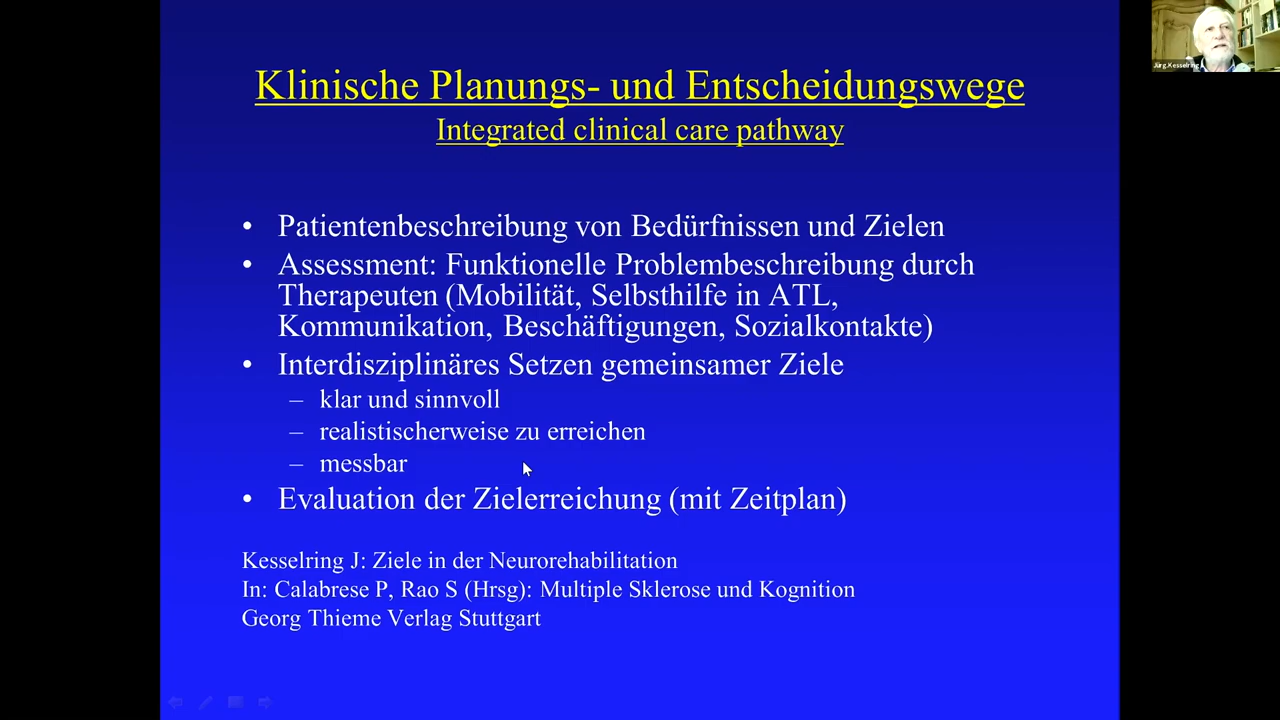 Klinische Planungs- und Entscheidungswege
Integrated clinical care pathway
• Patientenbeschreibung von Bedürfnissen und Zielen
• Assessment: Funktionelle Problembeschreibung durch
Therapeuten (Mobilität, Selbsthilfe in ATL,
Kommunikation, Beschäftigungen, Sozialkontakte)
• Interdisziplinäres Setzen gemeinsamer Ziele
– klar und sinnvoll
– realistischerweise zu erreichen
– messbar
• Evaluation der Zielerreichung (mit Zeitplan)
Kesselring J: Ziele in der Neurorehabilitation
In: Calabrese P, Rao S (Hrsg): Multiple Sklerose und Kognition
Georg Thieme Verlag Stuttgart
Jürg.Kesselring